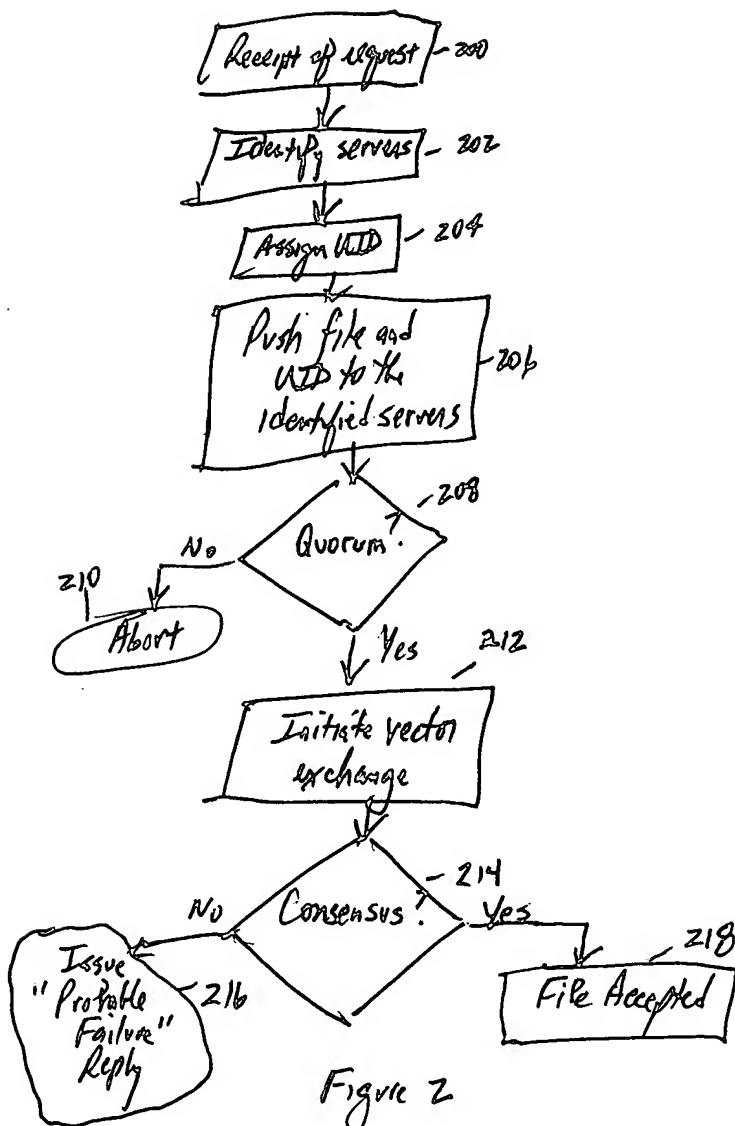 Receipt of request
200
Identify servers
202
Assign UID
204
Push file and
UID to the
identified servers
206
Quorum?
208
No
210
Abort
Yes
212
Initiate vector
exchange
Consensus?
214
No
Yes
Issue
"Probable
Failure"
Reply
216
218
File Accepted
Figure 2